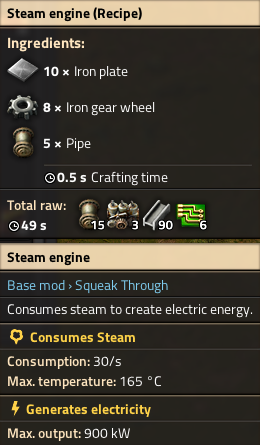 Steam engine (Recipe)
Ingredients:
10 × Iron plate
8 × Iron gear wheel
5 × Pipe
0.5 s Crafting time
Total raw:
49 s
15 3 90 6
Steam engine
Base mod › Squeak Through
Consumes steam to create electric energy.
Consumes Steam
Consumption: 30/s
Max. temperature: 165 °C
Generates electricity
Max. output: 900 kW